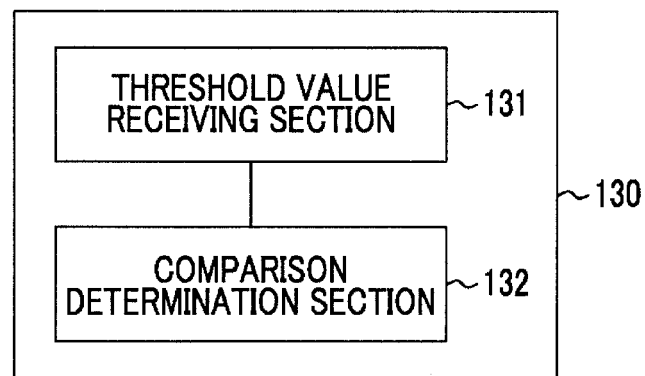 THRESHOLD VALUE
RECEIVING SECTION
131
130
COMPARISON
DETERMINATION SECTION
132